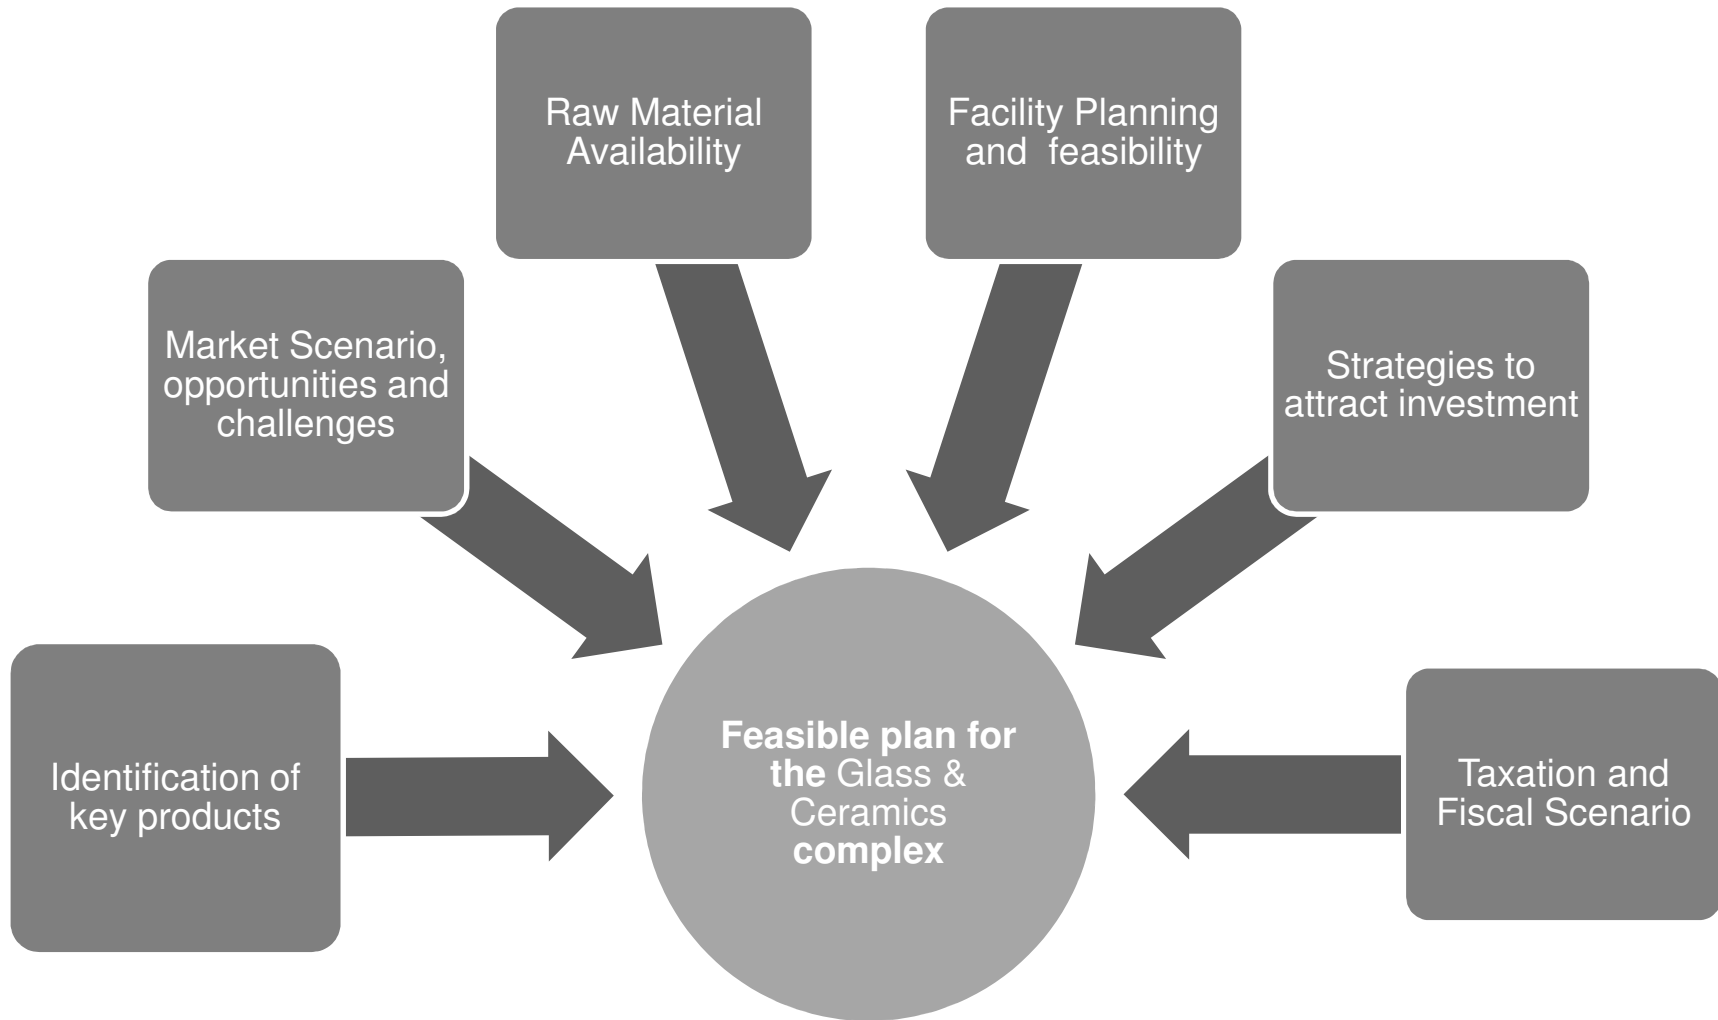 Raw Material
Availability
Facility Planning
and  feasibility
Market Scenario,
opportunities and
challenges
Strategies to
attract investment
Identification of
key products
Feasible plan for
the Glass &
Ceramics
complex
Taxation and
Fiscal Scenario